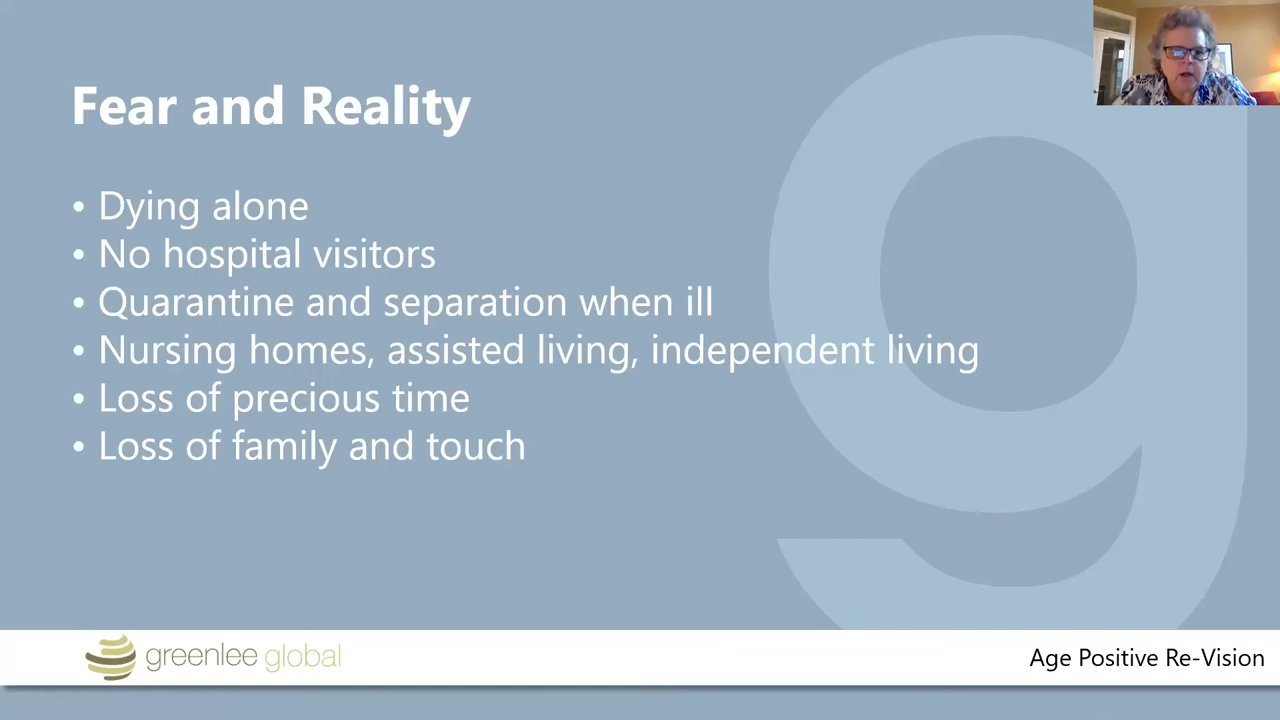 Fear and Reality
• Dying alone
• No hospital visitors
• Quarantine and separation when ill
• Nursing homes, assisted living, independent living
• Loss of precious time
• Loss of family and touch
greenlee global
Age Positive Re-Vision